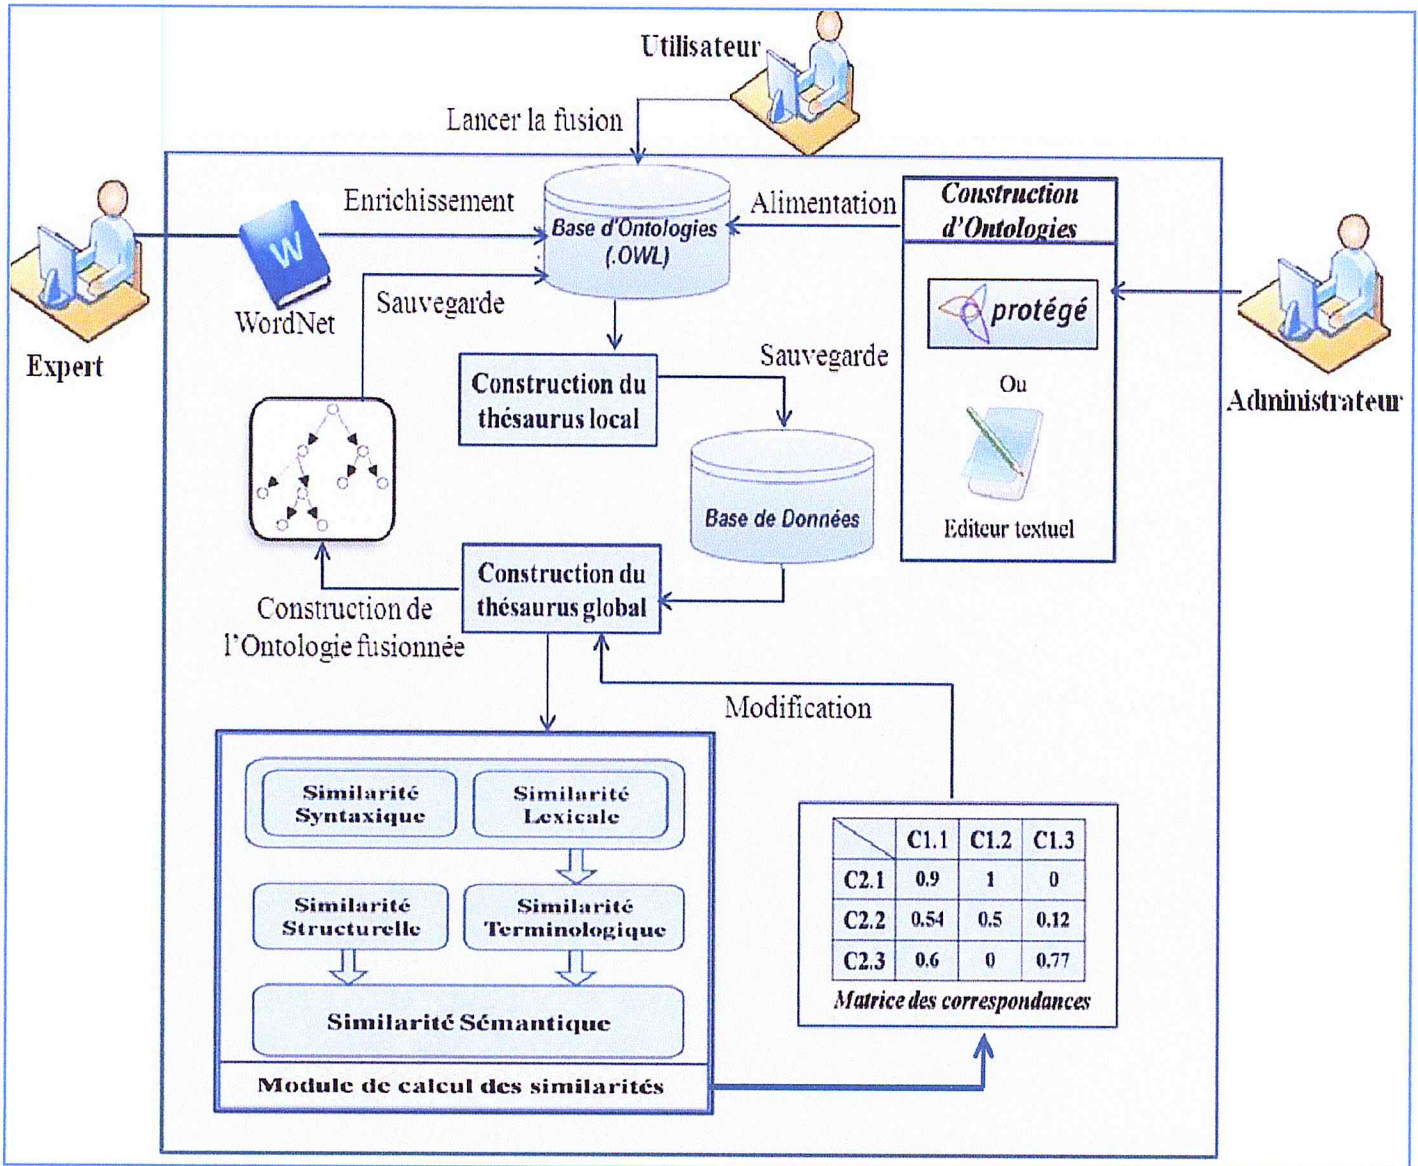 Utilisateur
Lancer la fusion
Enrichissement
Base d'Ontologies
(.OWL)
Alimentation
Construction
d'Ontologies
W
WordNet
Sauvegarde
protégé
Expert
Construction du
thésaurus local
Sauvegarde
Ou
Administrateur
Base de Données
Editeur textuel
Construction du
thésaurus global
Construction de
l'Ontologie fusionnée
Modification
Similarité
Syntaxique
Similarité
Lexicale
Similarité
Structurelle
Similarité
Terminologique
Similarité Sémantique
Module de calcul des similarités
C1.1 C1.2 C1.3
C2.1 0.9 1 0
C2.2 0.54 0.5 0.12
C2.3 0.6 0 0.77
Matrice des correspondances